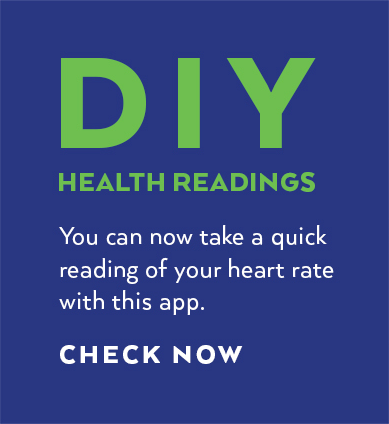 DIY
HEALTH READINGS
You can now take a quick
reading of your heart rate
with this app.
CHECK NOW